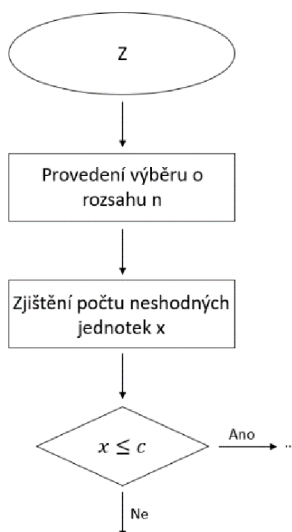 Z
Provedení výběru o
rozsahu n
Zjištění počtu neshodných
jednotek x
x ≤ c
Ano
..
Ne